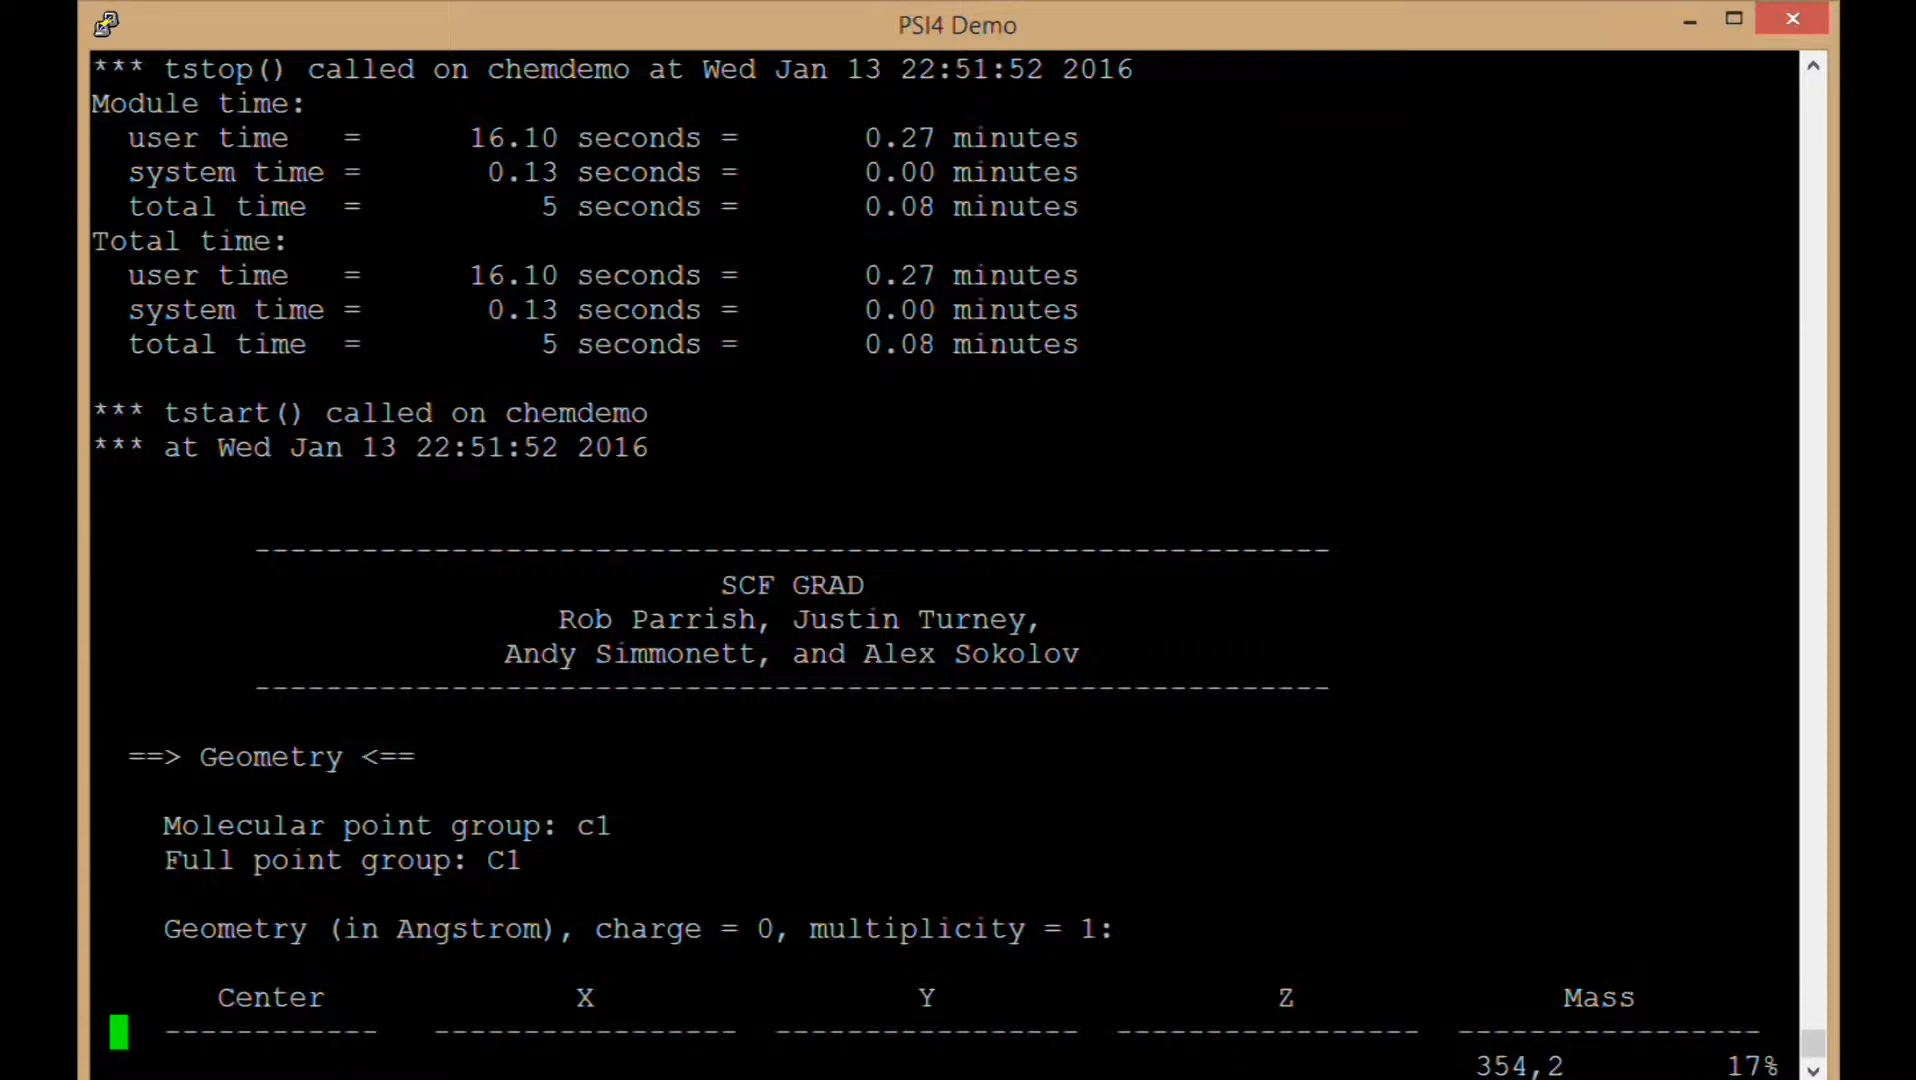 PSI4 Demo
*** tstop() called on chemdemo at Wed Jan 13 22:51:52 2016
Module time:
user time   =   16.10 seconds =   0.27 minutes
system time =   0.13 seconds =   0.00 minutes
total time  =   5 seconds =   0.08 minutes
Total time:
user time   =   16.10 seconds =   0.27 minutes
system time =   0.13 seconds =   0.00 minutes
total time  =   5 seconds =   0.08 minutes
*** tstart() called on chemdemo
*** at Wed Jan 13 22:51:52 2016
------------------------------------------------------------
SCF GRAD
Rob Parrish, Justin Turney,
Andy Simmonett, and Alex Sokolov
------------------------------------------------------------
==> Geometry <==
Molecular point group: c1
Full point group: C1
Geometry (in Angstrom), charge = 0, multiplicity = 1:
Center   X   Y   Z   Mass
------------   -----------------   -----------------   -----------------   -----------------
354,2   17%